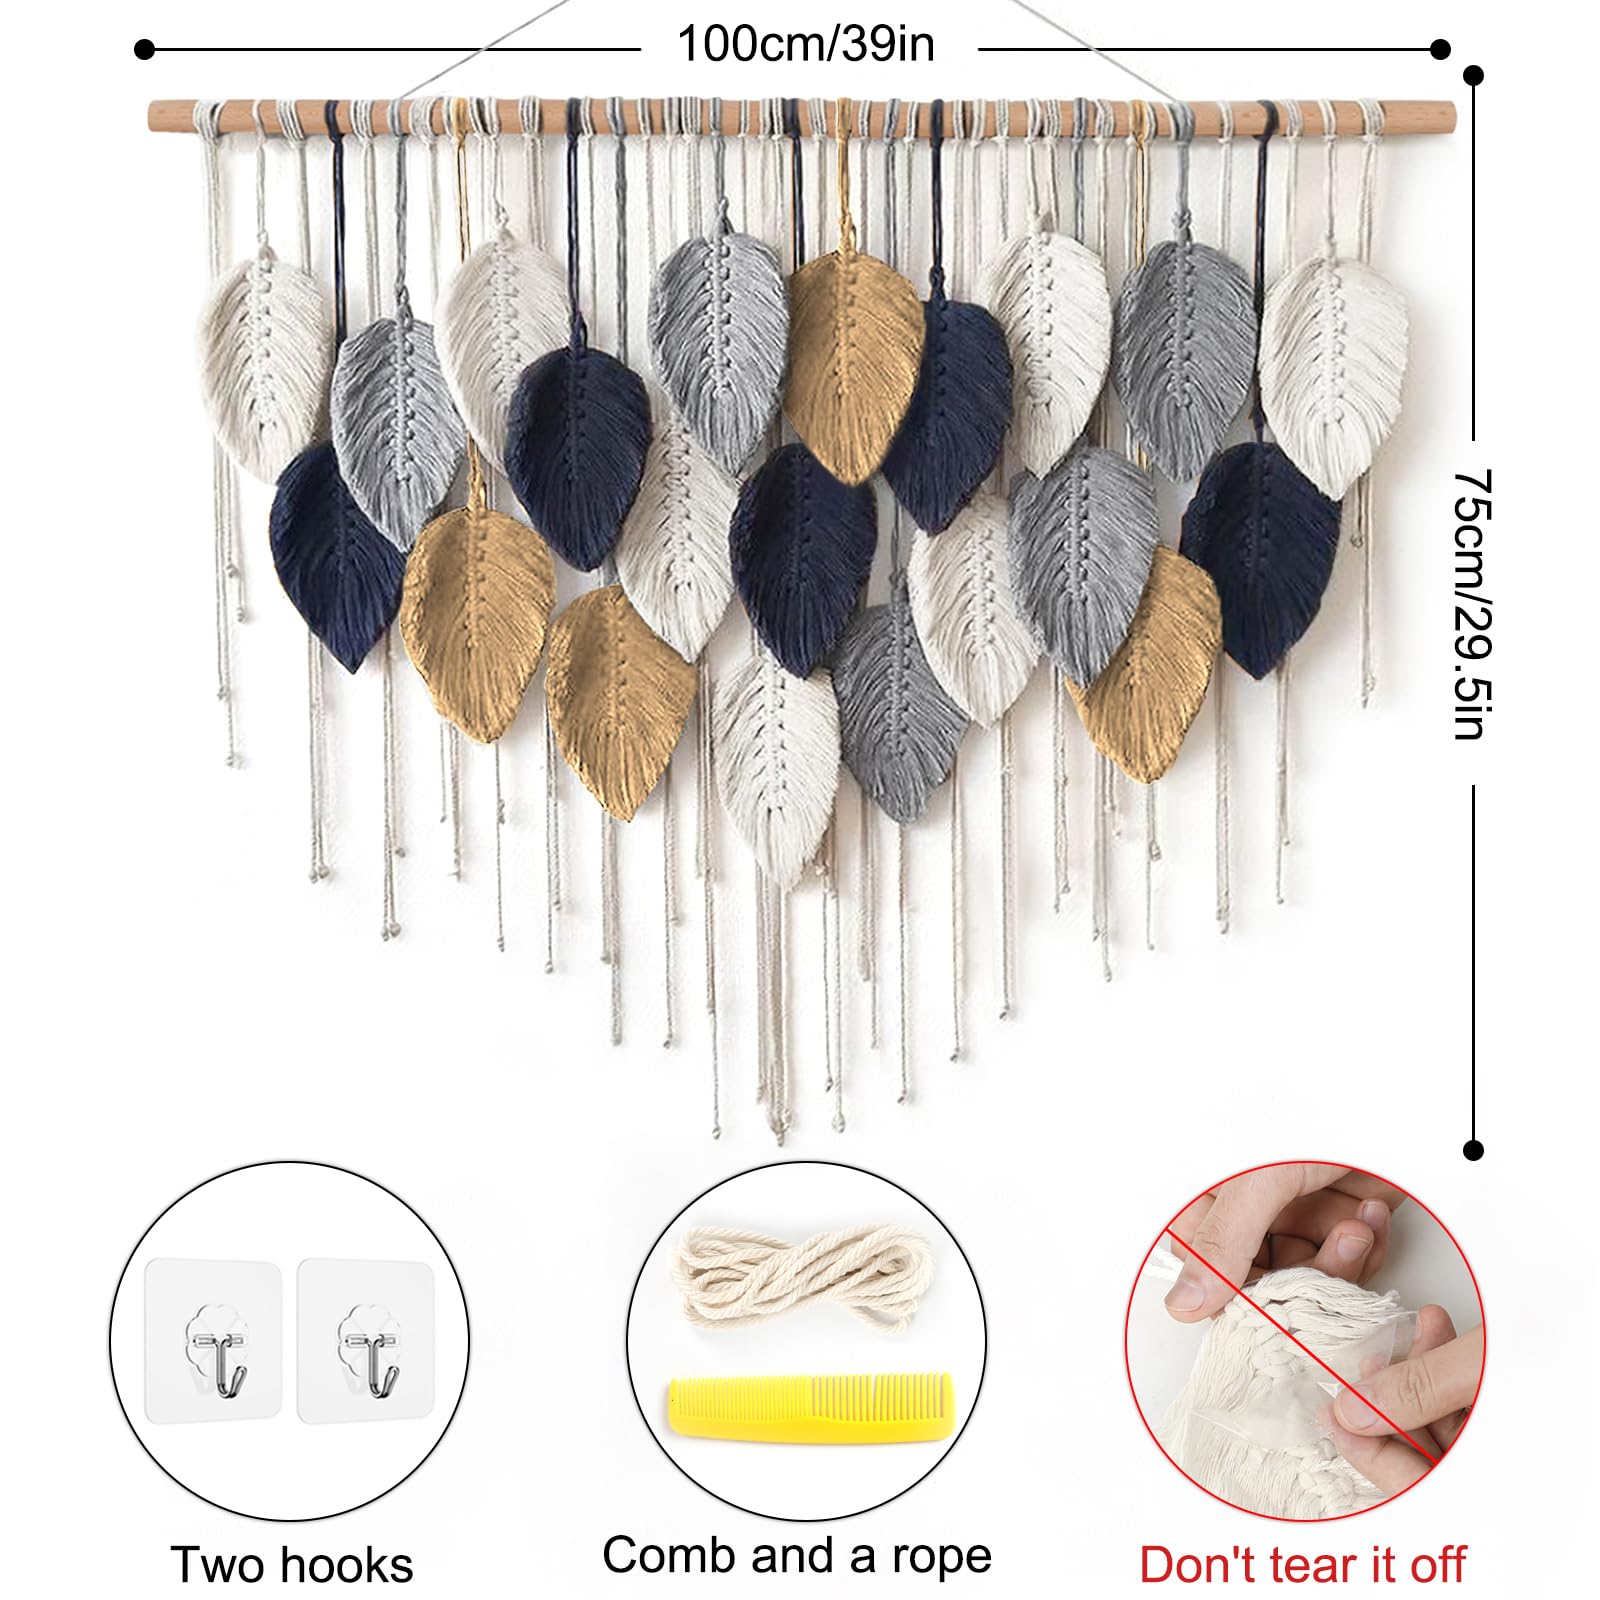 100cm/39in
75cm/29.5in
Two hooks
Comb and a rope
Don't tear it off